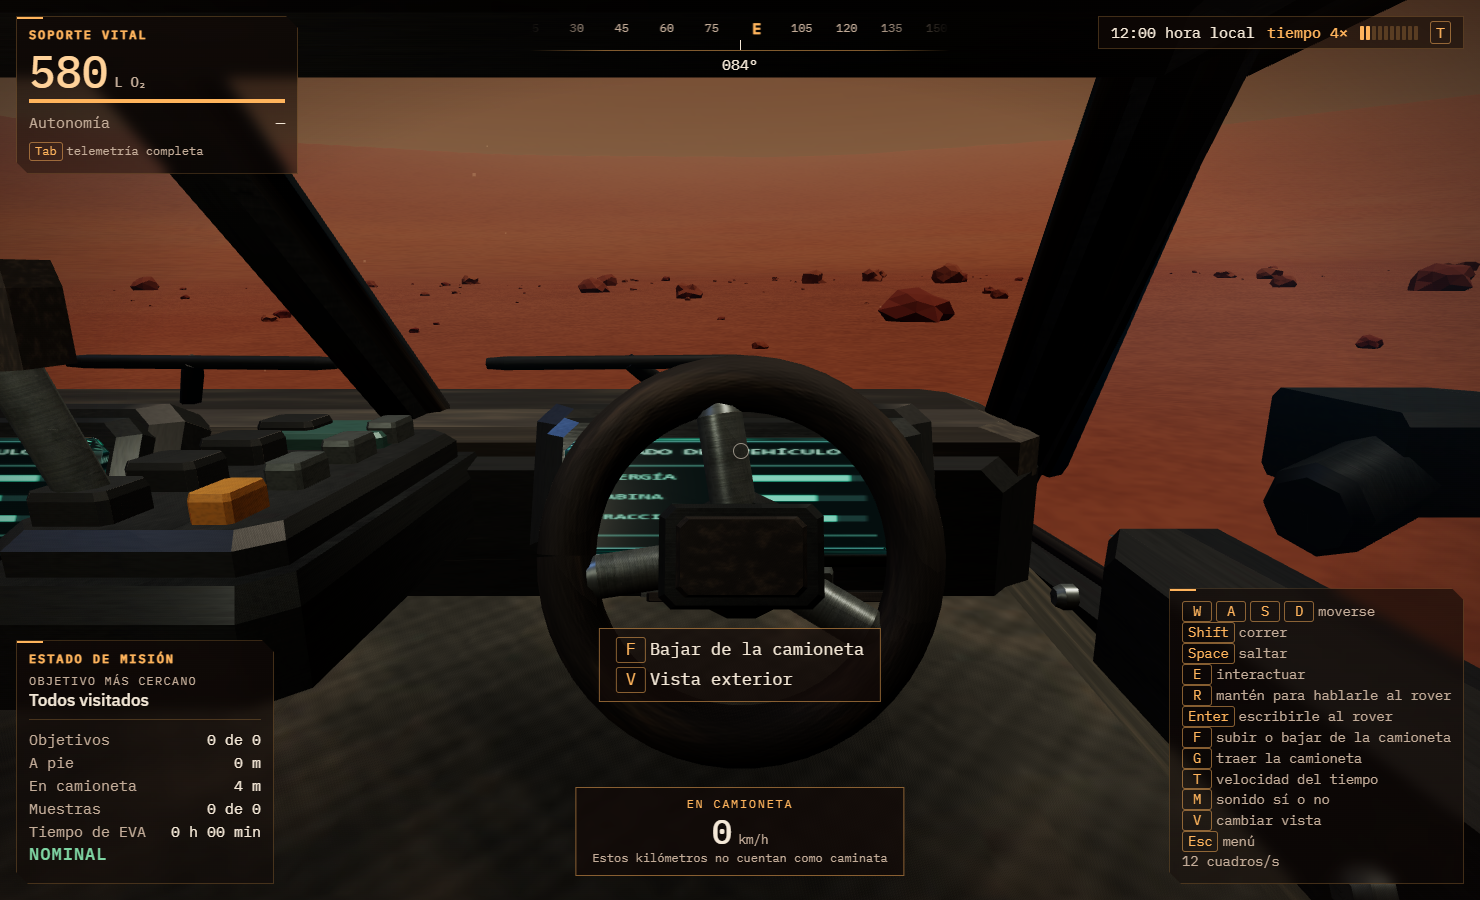 SOPORTE VITAL
580 L O₂
Autonomía —
Tab telemetría completa
30 45 60 75 E 105 120 135
084°
12:00 hora local tiempo 4× T
ERGÍA
ABINA
F Bajar de la camioneta
V Vista exterior
ESTADO DE MISIÓN
OBJETIVO MÁS CERCANO
Todos visitados
Objetivos 0 de 0
A pie 0 m
En camioneta 4 m
Muestras 0 de 0
Tiempo de EVA 0 h 00 min
NOMINAL
EN CAMIONETA
0 km/h
Estos kilómetros no cuentan como caminata
W A S D moverse
Shift correr
Space saltar
E interactuar
R mantén para hablarle al rover
Enter escribirle al rover
F subir o bajar de la camioneta
G traer la camioneta
T velocidad del tiempo
M sonido sí o no
V cambiar vista
Esc menú
12 cuadros/s